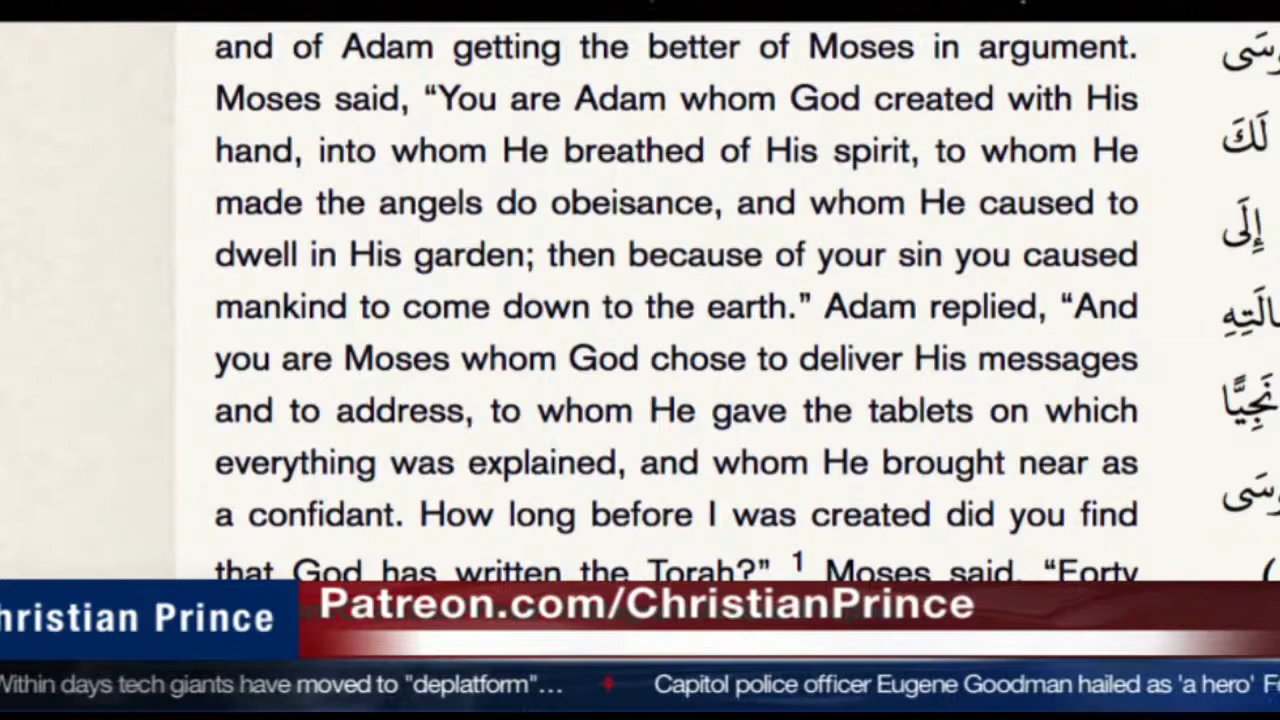 and of Adam getting the better of Moses in argument.
Moses said, “You are Adam whom God created with His
hand, into whom He breathed of His spirit, to whom He
made the angels do obeisance, and whom He caused to
dwell in His garden; then because of your sin you caused
mankind to come down to the earth.” Adam replied, “And
you are Moses whom God chose to deliver His messages
and to address, to whom He gave the tablets on which
everything was explained, and whom He brought near as
a confidant. How long before I was created did you find
that God has written the Torah?” 1 Moses said, “Forty
لَكَ
إِلَى
نَجِيًّا
hristian Prince
Patreon.com/ChristianPrince
Within days tech giants have moved to "deplatform"... Capitol police officer Eugene Goodman hailed as 'a hero'